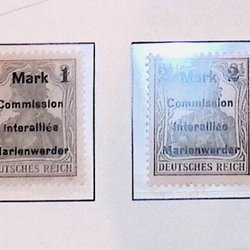 Mark 1
Commission
Interalliée
Marienwerder
DEUTSCHES REICH
Mark 2
Commission
Interalliée
Marienwerder
DEUTSCHES REICH